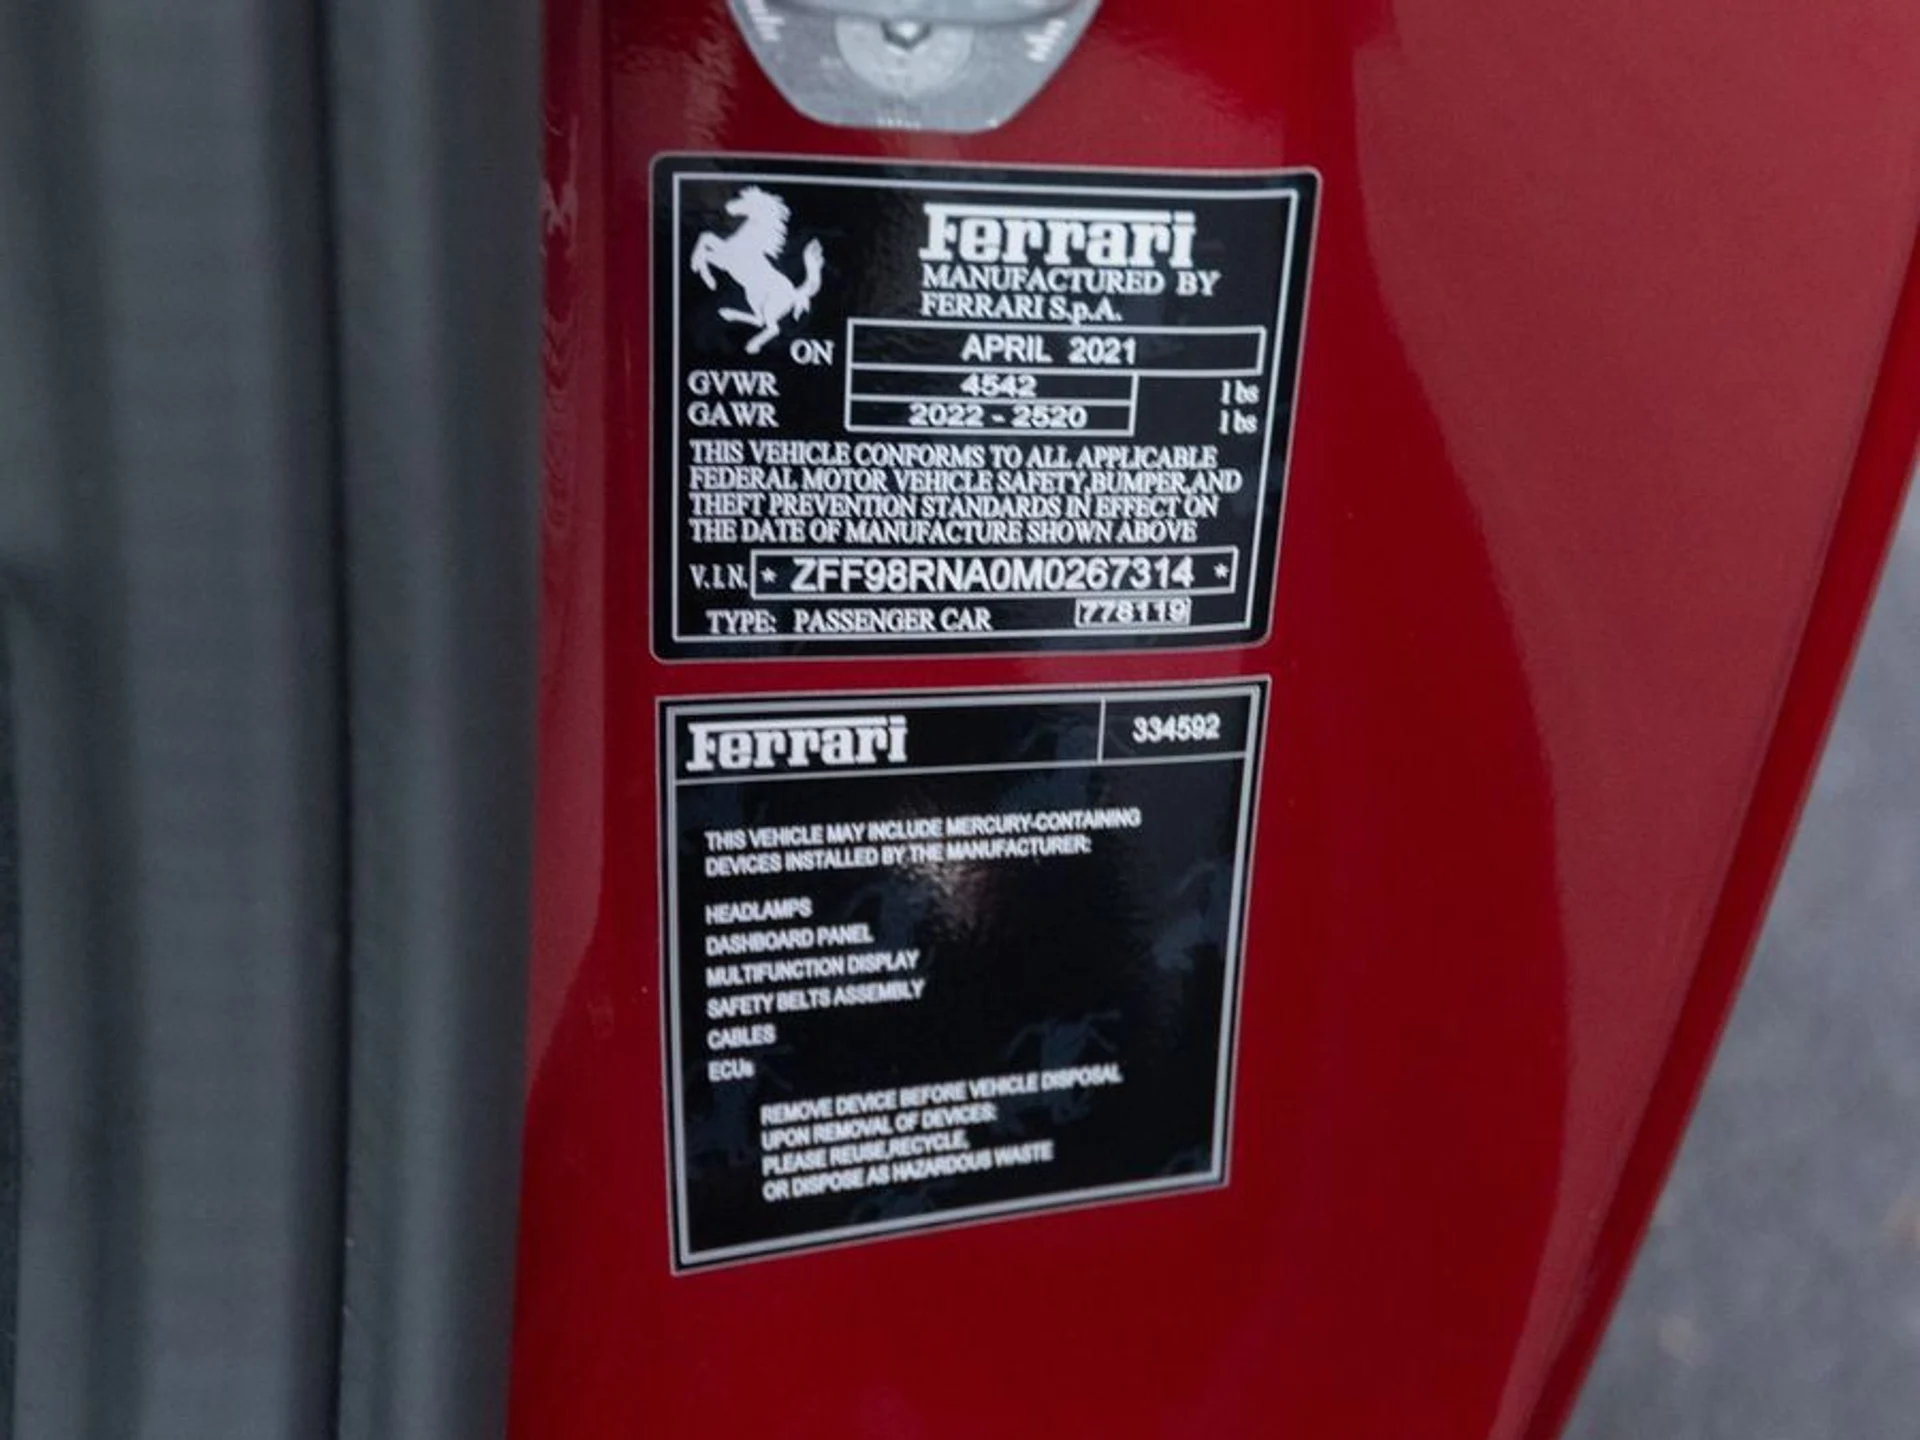 Ferrari
MANUFACTURED BY
FERRARI S.p.A.
ON APRIL 2021
GVWR 4542 lbs
GAWR 2022 - 2520 lbs
THIS VEHICLE CONFORMS TO ALL APPLICABLE
FEDERAL MOTOR VEHICLE SAFETY,BUMPER,AND
THEFT PREVENTION STANDARDS IN EFFECT ON
THE DATE OF MANUFACTURE SHOWN ABOVE
V.I.N. * ZFF98RNA0M0267314 *
TYPE: PASSENGER CAR 778119
Ferrari 334592
THIS VEHICLE MAY INCLUDE MERCURY-CONTAINING
DEVICES INSTALLED BY THE MANUFACTURER:
HEADLAMPS
DASHBOARD PANEL
MULTIFUNCTION DISPLAY
SAFETY BELTS ASSEMBLY
CABLES
ECUs
REMOVE DEVICE BEFORE VEHICLE DISPOSAL
UPON REMOVAL OF DEVICES:
PLEASE REUSE,RECYCLE,
OR DISPOSE AS HAZARDOUS WASTE